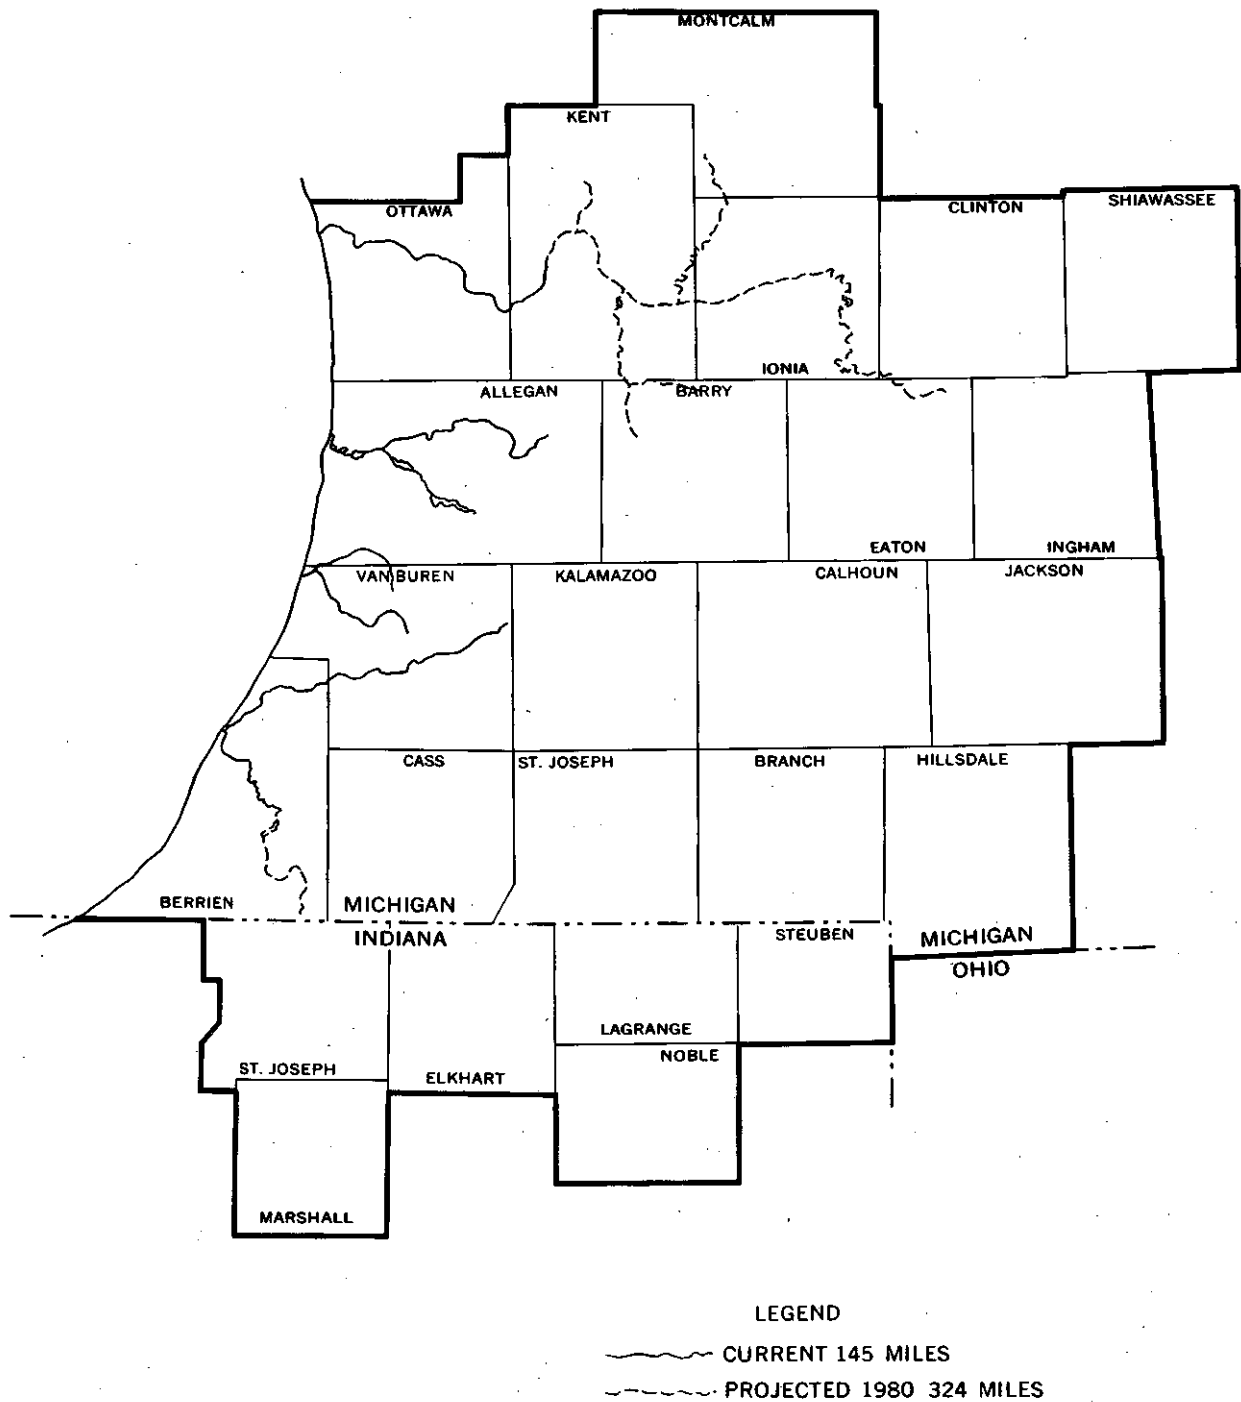 MONTCALM
KENT
OTTAWA
CLINTON
SHIAWASSEE
IONIA
ALLEGAN
BARRY
EATON
INGHAM
VAN BUREN
KALAMAZOO
CALHOUN
JACKSON
CASS
ST. JOSEPH
BRANCH
HILLSDALE
BERRIEN
MICHIGAN
INDIANA
STEUBEN
MICHIGAN
OHIO
LAGRANGE
NOBLE
ST. JOSEPH
ELKHART
MARSHALL
LEGEND
CURRENT 145 MILES
PROJECTED 1980 324 MILES